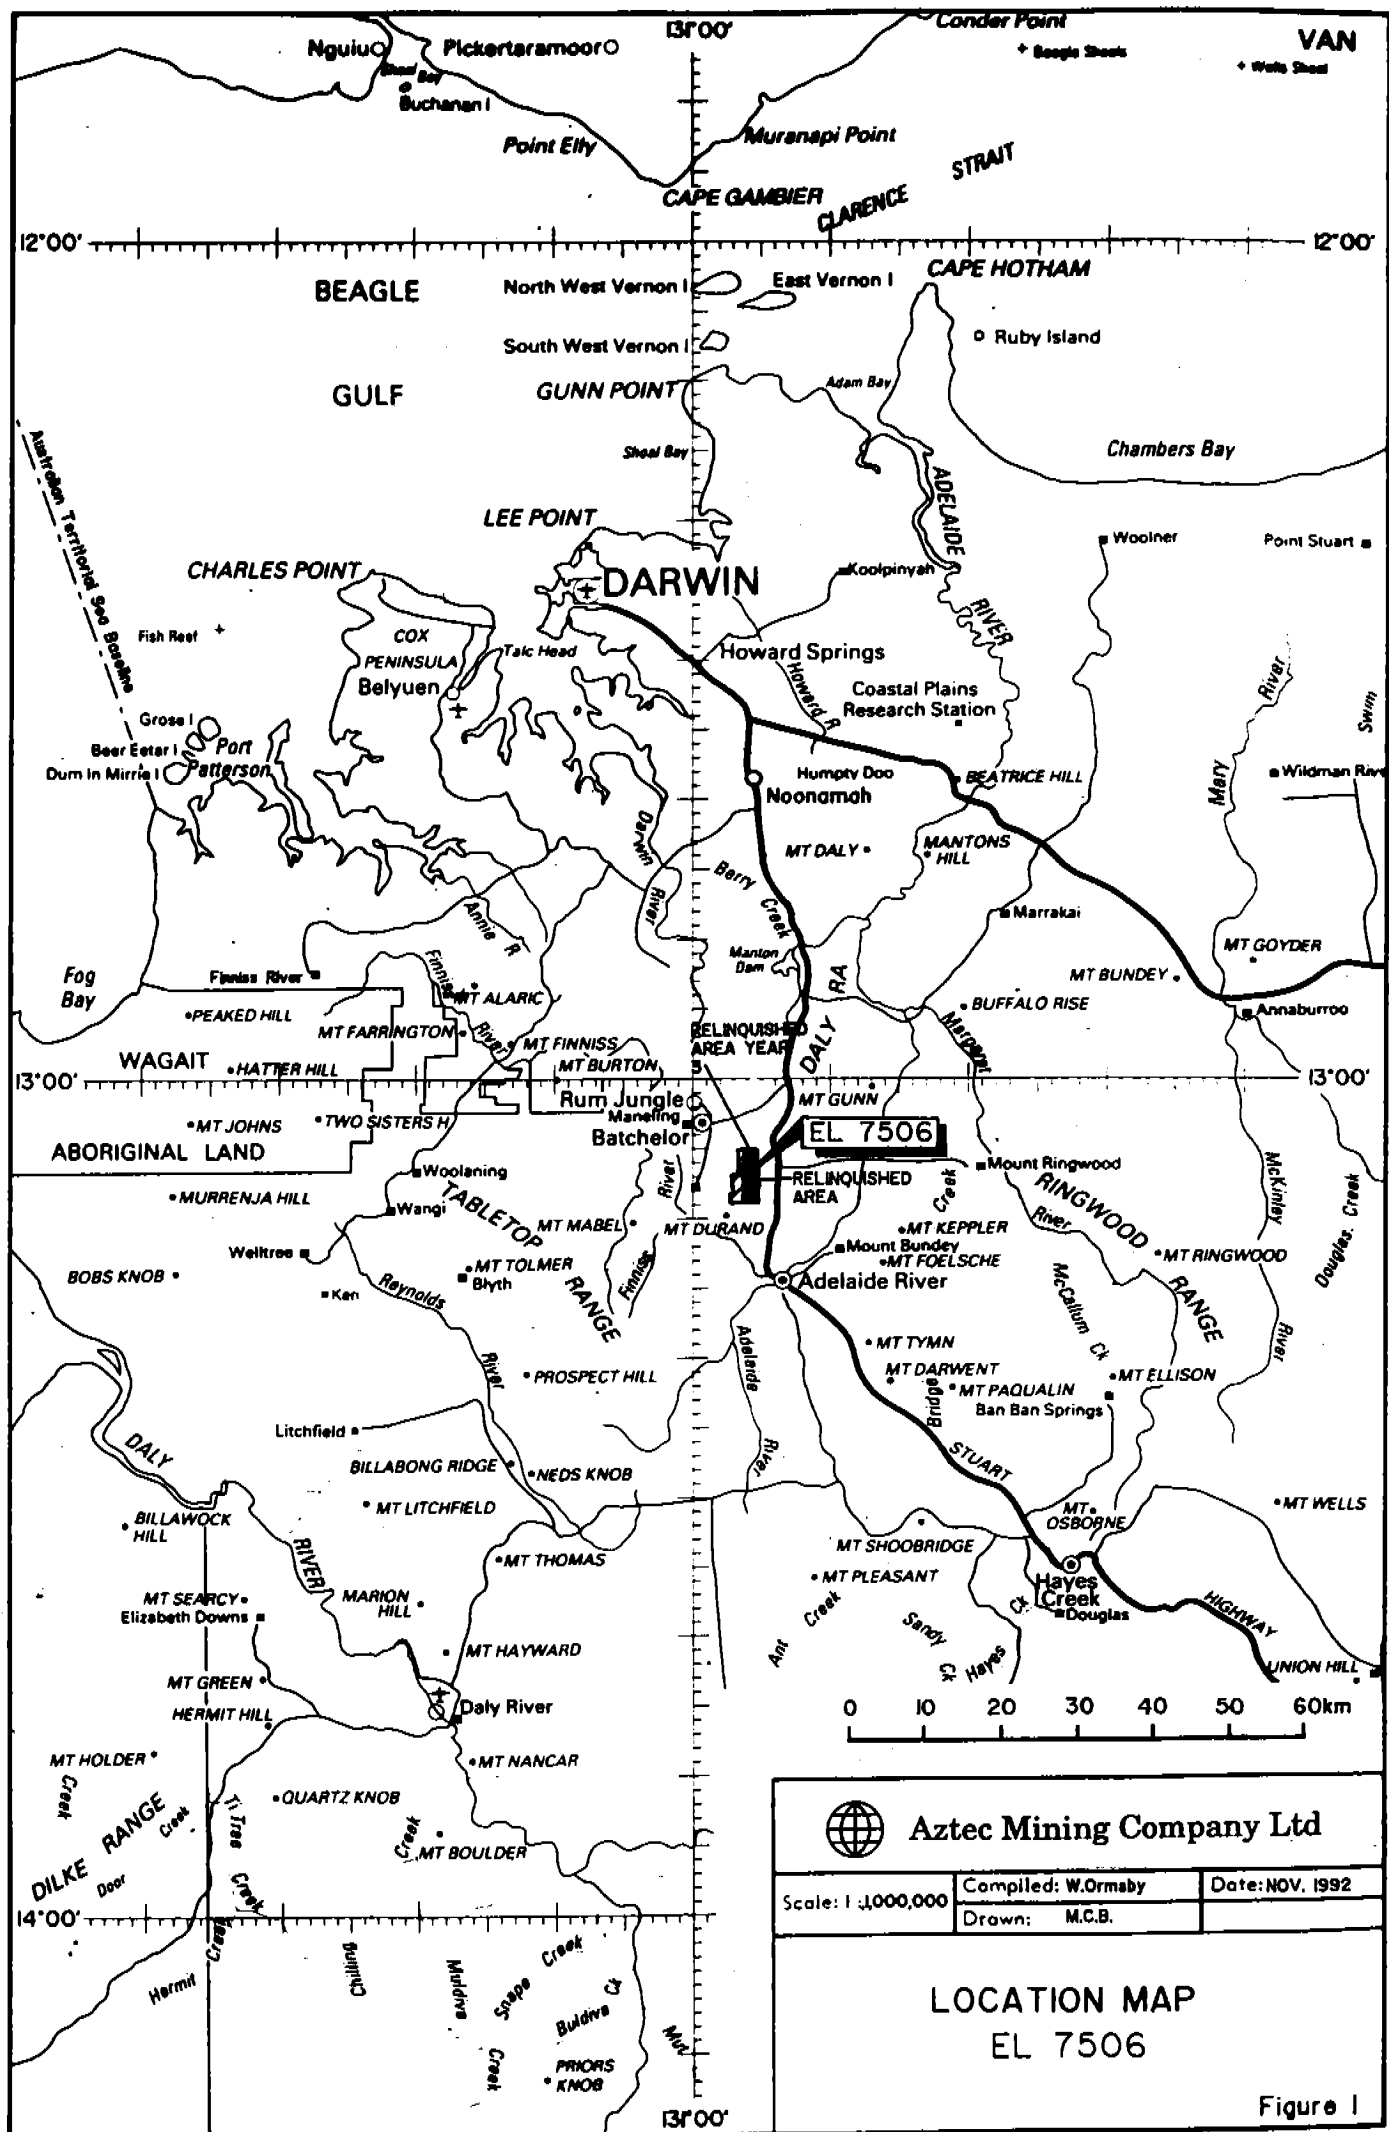 Conder Point
131°00'
VAN
Nguiu
Pickertaramoor
Beagle Shoals
Wells Shoal
Shoal Bay
Buchanan I
Point Elly
Muranapi Point
STRAIT
CAPE GAMBIER
CLARENCE
12°00'
12°00'
CAPE HOTHAM
BEAGLE
North West Vernon I
East Vernon I
Ruby Island
South West Vernon I
GULF
GUNN POINT
Adam Bay
Shoal Bay
Chambers Bay
Australian Territorial Sea Baseline
ADELAIDE
LEE POINT
Woolner
Point Stuart
CHARLES POINT
DARWIN
Koolpinyah
RIVER
Fish Reef
COX
PENINSULA
Talc Head
Howard Springs
Belyuen
Howard R
Coastal Plains
Research Station
River
Swim
Grose I
Beer Eetar I
Port
Patterson
Dum In Mirrie I
Humpty Doo
BEATRICE HILL
Mary
Wildman Rive
Noonamah
Darwin
MT DALY
MANTONS
HILL
Berry
Creek
River
Annie R
Marrakai
MT GOYDER
Manton
Dam
Fog
Bay
Finniss River
Finniss
MT ALARIC
RA
MT BUNDEY
BUFFALO RISE
Annaburroo
PEAKED HILL
MT FARRINGTON
River
MT FINNISS
RELINQUISHED
AREA YEAR
5
DALY
Margaret
WAGAIT
HATTER HILL
MT BURTON
13°00'
13°00'
Rum Jungle
MT GUNN
MT JOHNS
TWO SISTERS H
Maneling
Batchelor
EL 7506
ABORIGINAL LAND
Woolaning
River
Mount Ringwood
McKinley
MURRENJA HILL
Wangi
TABLETOP
RELINQUISHED
AREA
Creek
RINGWOOD
Douglas. Creek
MT MABEL
MT DURAND
MT KEPPLER
River
Welltree
Mount Bundey
MT RINGWOOD
BOBS KNOB
MT TOLMER
Blyth
Finniss
MT FOELSCHE
Adelaide River
Ken
Reynolds
RANGE
McCallum Ck
RANGE
River
Adelaide
MT TYMN
River
PROSPECT HILL
MT DARWENT
MT ELLISON
Bridge
MT PAQUALIN
Ban Ban Springs
Litchfield
DALY
River
STUART
BILLABONG RIDGE
NEDS KNOB
MT LITCHFIELD
MT WELLS
BILLAWOCK
HILL
MT
OSBORNE
RIVER
MT THOMAS
MT SHOOBRIDGE
MT PLEASANT
Hayes
Creek
MT SEARCY
Elizabeth Downs
MARION
HILL
Creek
Ant
Sandy
Ck
Ck
Hayes
Douglas
HIGHWAY
MT HAYWARD
MT GREEN
UNION HILL
HERMIT HILL
Daly River
0 10 20 30 40 50 60km
MT HOLDER
MT NANCAR
Creek
RANGE
Creek
QUARTZ KNOB
Ti Tree
Creek
Creek
MT BOULDER
DILKE
Door
Aztec Mining Company Ltd
Scale: 1:1,000,000
Compiled: W.Ormsby
Date: NOV. 1992
Drawn: M.C.B.
14°00'
Creek
Hermit
Chilling
Muldiva
Creek
Snape
Creek
Buldiva
Ck
Mut
PRIORS
KNOB
LOCATION MAP
EL 7506
131°00'
Figure 1